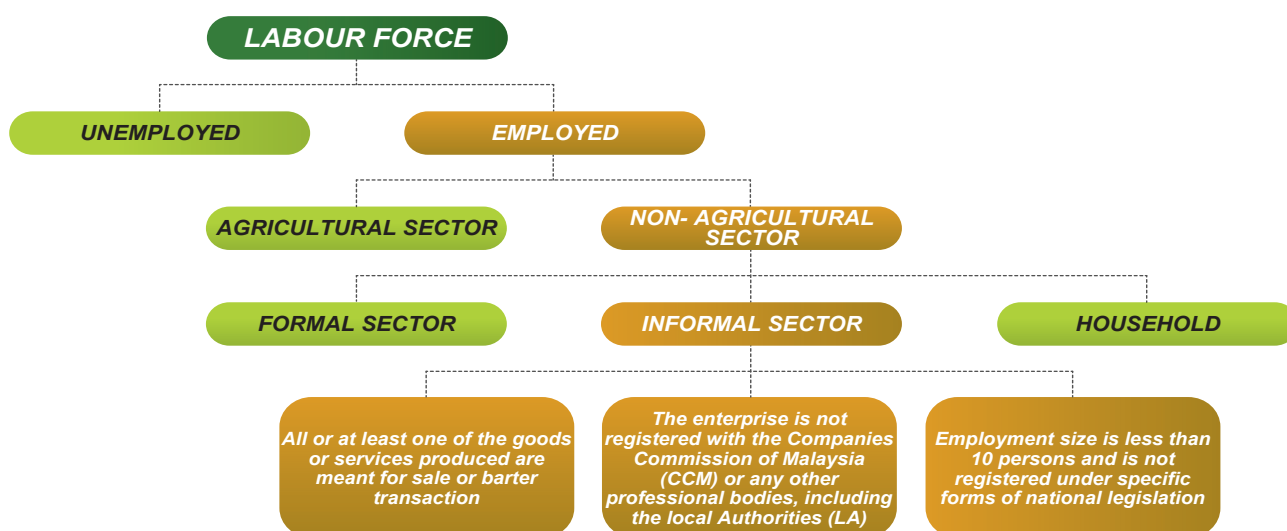 LABOUR FORCE
UNEMPLOYED
EMPLOYED
AGRICULTURAL SECTOR
NON- AGRICULTURAL
SECTOR
FORMAL SECTOR
INFORMAL SECTOR
HOUSEHOLD
All or at least one of the goods
or services produced are
meant for sale or barter
transaction
The enterprise is not
registered with the Companies
Commission of Malaysia
(CCM) or any other
professional bodies, including
the local Authorities (LA)
Employment size is less than
10 persons and is not
registered under specific
forms of national legislation